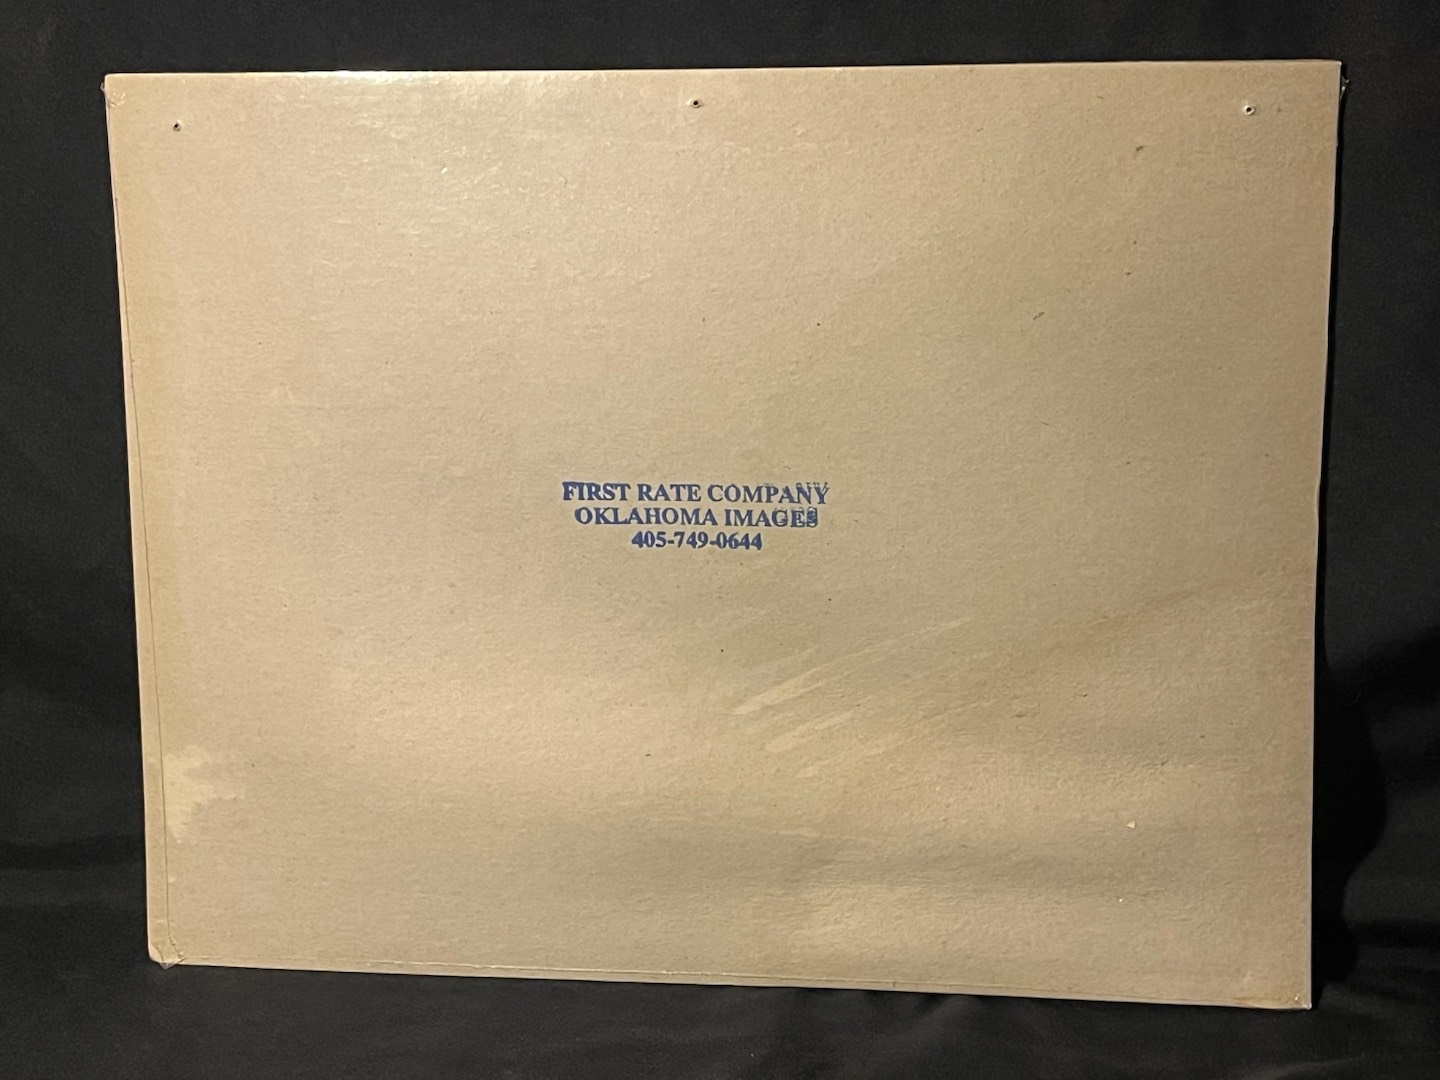 FIRST RATE COMPANY
OKLAHOMA IMAGES
405-749-0644